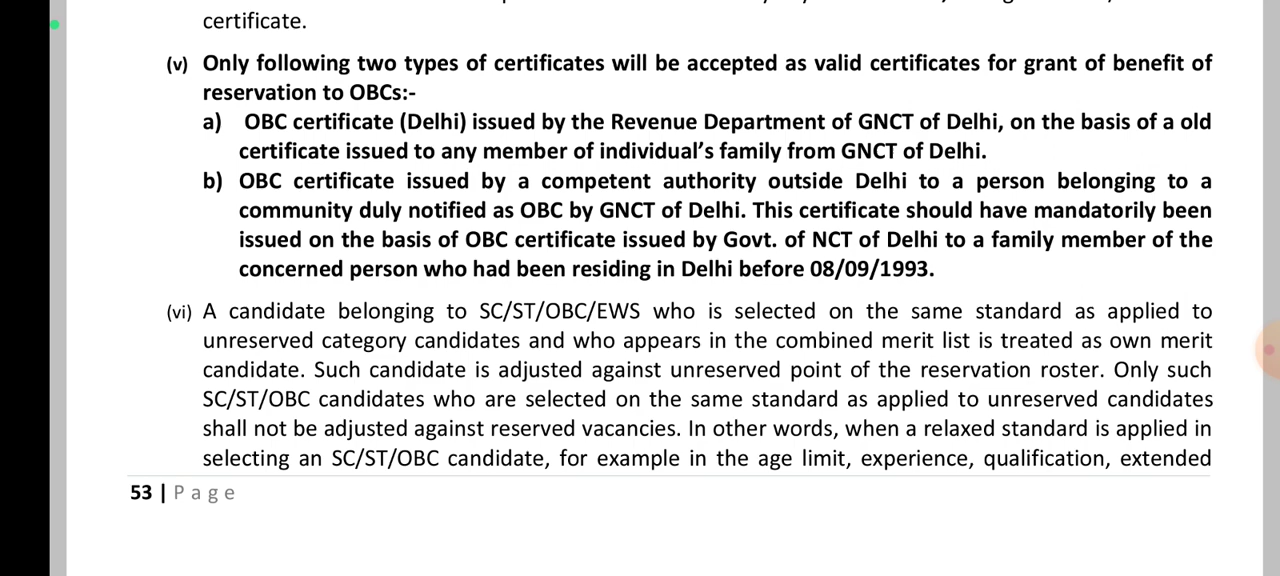 certificate.
(v) Only following two types of certificates will be accepted as valid certificates for grant of benefit of
reservation to OBCs:-
a) OBC certificate (Delhi) issued by the Revenue Department of GNCT of Delhi, on the basis of a old
certificate issued to any member of individual's family from GNCT of Delhi.
b) OBC certificate issued by a competent authority outside Delhi to a person belonging to a
community duly notified as OBC by GNCT of Delhi. This certificate should have mandatorily been
issued on the basis of OBC certificate issued by Govt. of NCT of Delhi to a family member of the
concerned person who had been residing in Delhi before 08/09/1993.
(vi) A candidate belonging to SC/ST/OBC/EWS who is selected on the same standard as applied to
unreserved category candidates and who appears in the combined merit list is treated as own merit
candidate. Such candidate is adjusted against unreserved point of the reservation roster. Only such
SC/ST/OBC candidates who are selected on the same standard as applied to unreserved candidates
shall not be adjusted against reserved vacancies. In other words, when a relaxed standard is applied in
selecting an SC/ST/OBC candidate, for example in the age limit, experience, qualification, extended
53 | P a g e